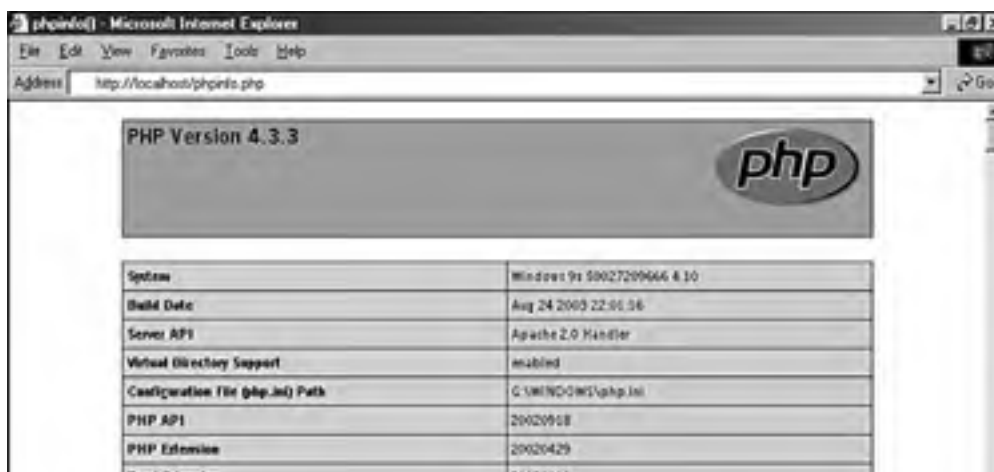 phpinfo() - Microsoft Internet Explorer
File Edit View Favorites Tools Help
Address http://localhost/phpinfo.php Go
PHP Version 4.3.3
php
System Windows 9x 4.10
Build Date Aug 24 2003 22:01:16
Server API Apache 2.0 Handler
Virtual Directory Support enabled
Configuration File (php.ini) Path G:\WINDOWS\php.ini
PHP API 20020918
PHP Extension 20020429